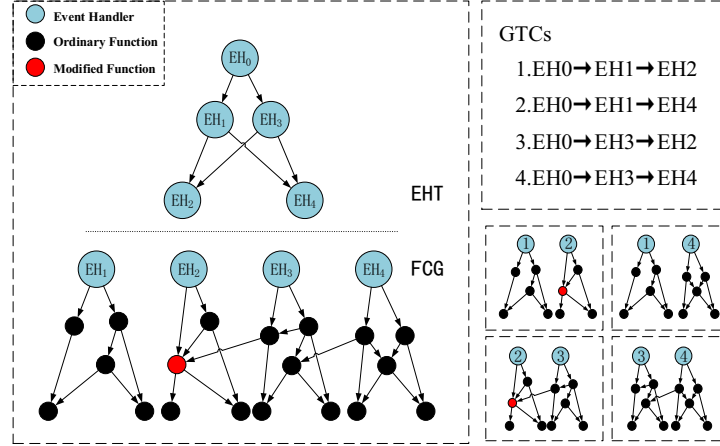 Event Handler
Ordinary Function
Modified Function
EH0
EH1
EH3
EH2
EH4
EHT
EH1
EH2
EH3
EH4
FCG
GTCs
1.EH0→EH1→EH2
2.EH0→EH1→EH4
3.EH0→EH3→EH2
4.EH0→EH3→EH4
1 2
1 4
2 3
3 4